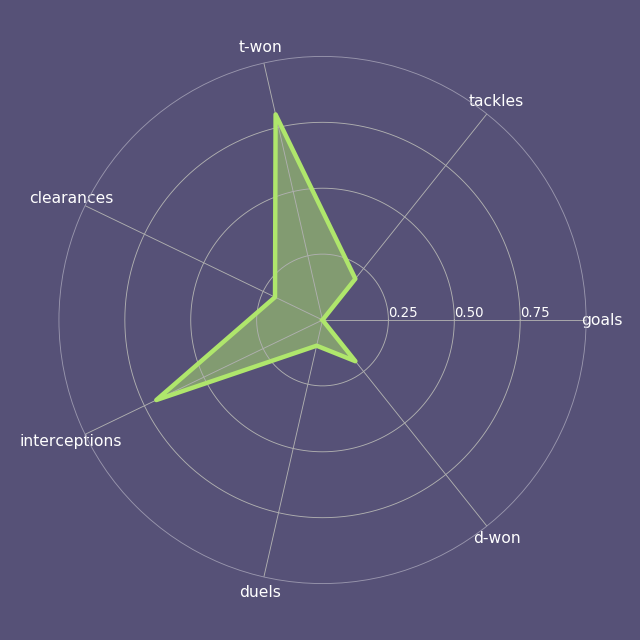 t-won
tackles
clearances
0.25 0.50 0.75
goals
interceptions
d-won
duels